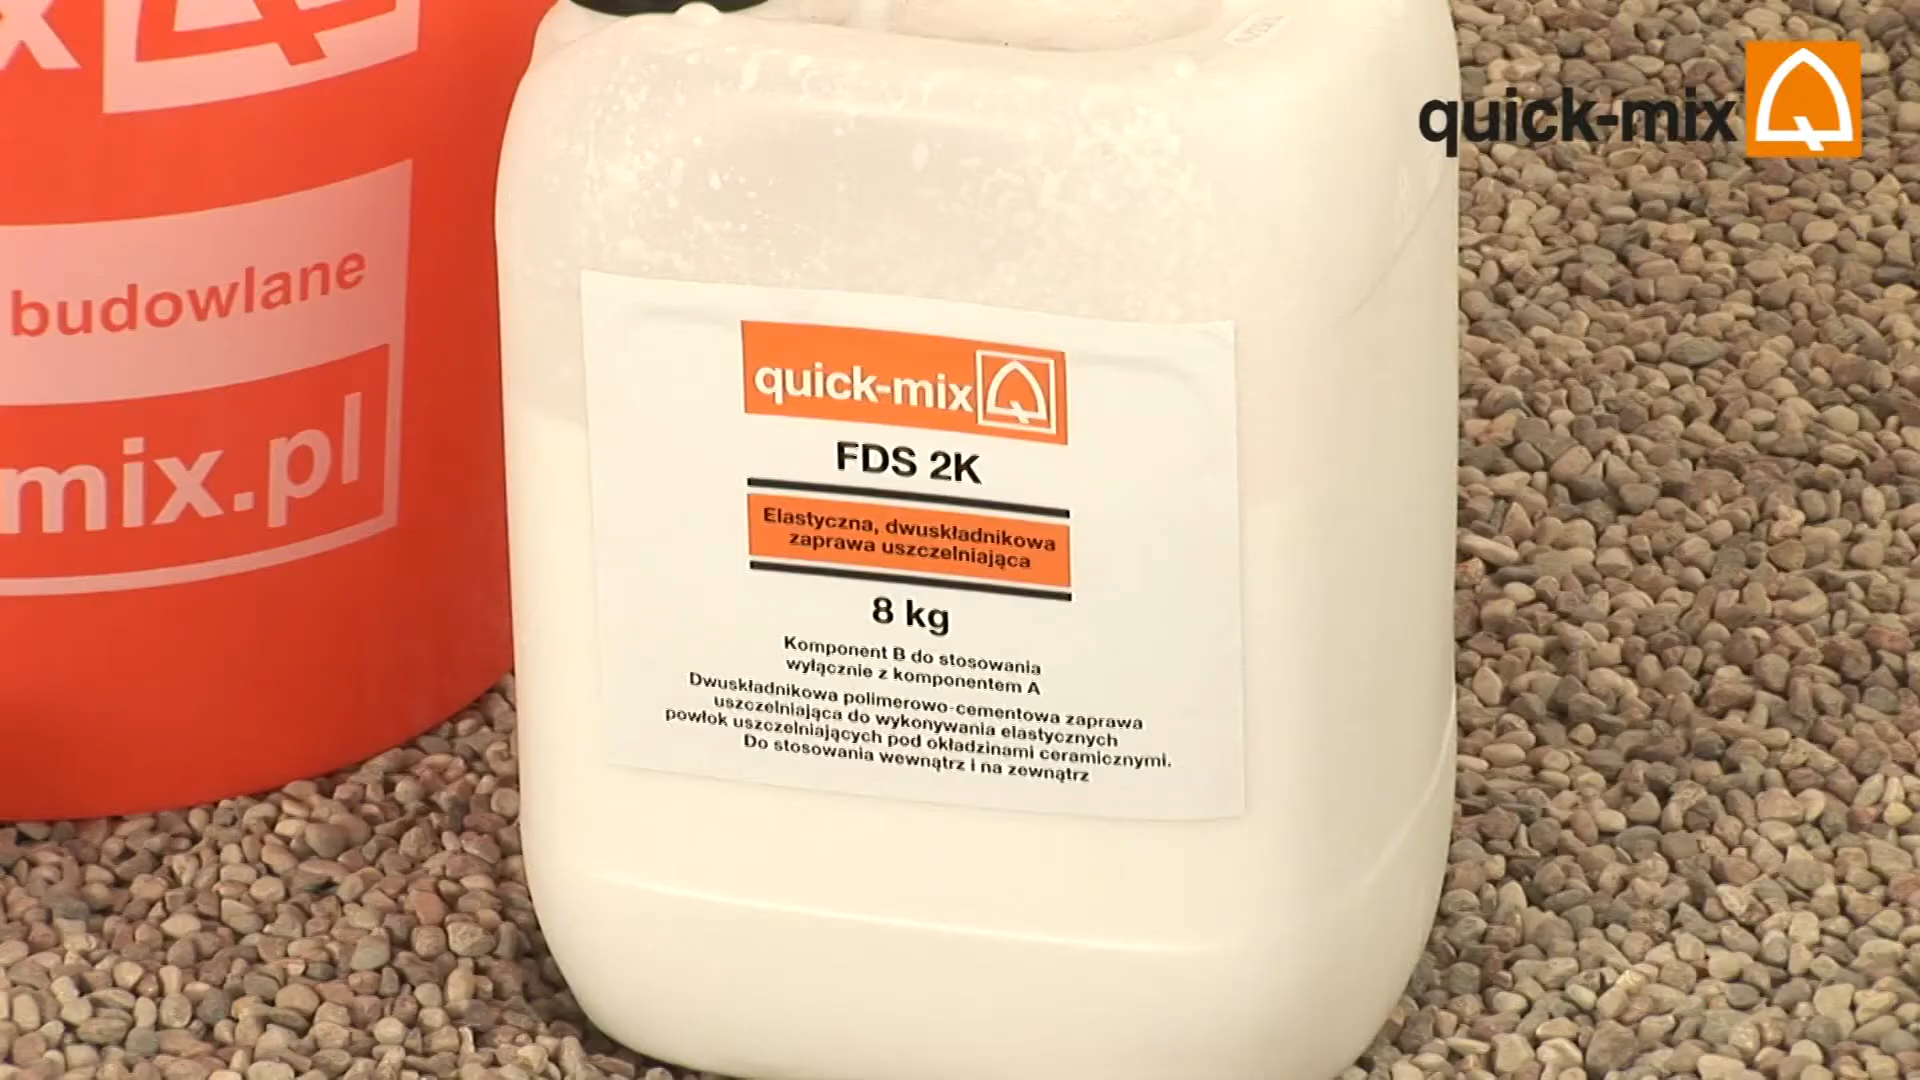 x
budowlane
mix.pl
quick-mix
quick-mix
FDS 2K
Elastyczna, dwuskładnikowa
zaprawa uszczelniająca
8 kg
Komponent B do stosowania
wyłącznie z komponentem A
Dwuskładnikowa polimerowo-cementowa zaprawa
uszczelniająca do wykonywania elastycznych
powłok uszczelniających pod okładzinami ceramicznymi.
Do stosowania wewnątrz i na zewnątrz